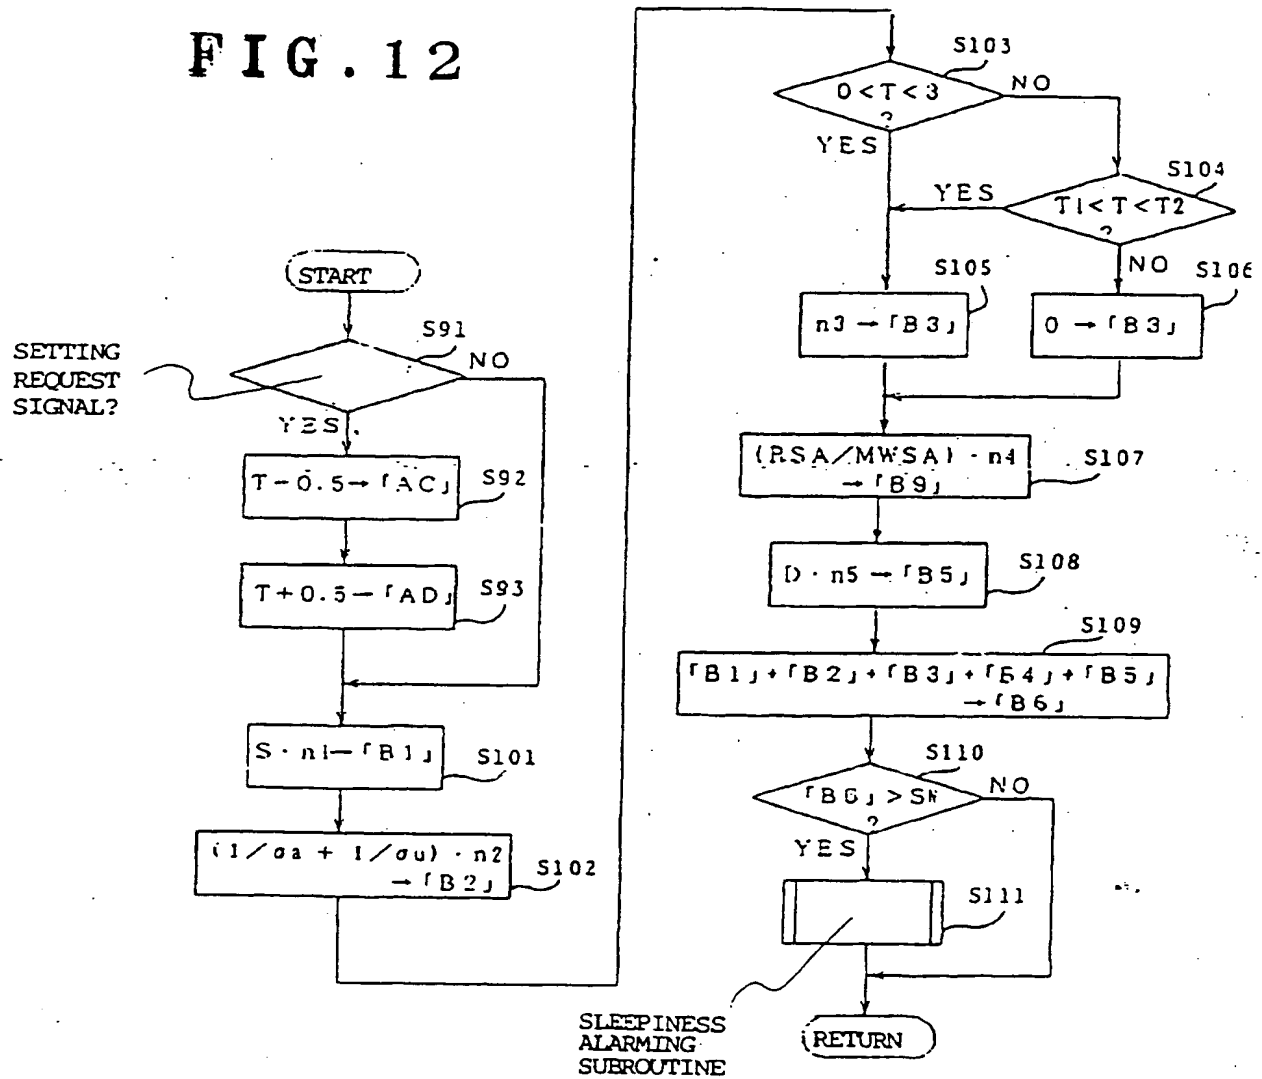 FIG.12
START
S91
SETTING
REQUEST
SIGNAL?
NO
YES.
T-0.5→「AC」
S92
T+0.5—「AD」
S93
S·n1—「B1」
S101
(1/σa + 1/σu)·n2
→「B2」
S102
S103
0<T<3
?
NO
YES
S104
YES
T1<T<T2
?
NO
S105
n3→「B3」
S106
0→「B3」
(RSA/MWSA)·n4
→「B9」
S107
D·n5→「B5」
S108
S109
「B1」+「B2」+「B3」+「B4」+「B5」
→「B6」
S110
「B6」>SN
?
NO
YES
S111
SLEEPINESS
ALARMING
SUBROUTINE
RETURN